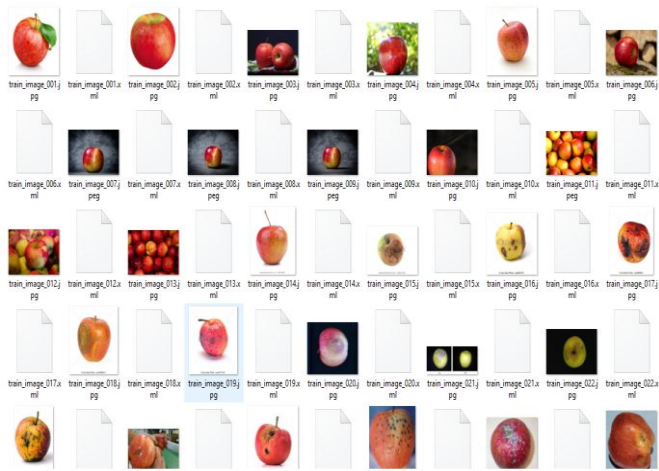 train_image_001.j train_image_001.x train_image_002.j train_image_002.x train_image_003.j train_image_003.x train_image_004.j train_image_004.x train_image_005.j train_image_005.x train_image_006.j
pg ml pg ml pg ml pg ml pg ml pg
train_image_006.x train_image_007.j train_image_007.x train_image_008.j train_image_008.x train_image_009.j train_image_009.x train_image_010.j train_image_010.x train_image_011.j train_image_011.x
ml peg ml peg ml peg ml pg ml peg ml
train_image_012.j train_image_012.x train_image_013.j train_image_013.x train_image_014.j train_image_014.x train_image_015.j train_image_015.x train_image_016.j train_image_016.x train_image_017.j
pg ml pg ml pg ml pg ml pg ml pg
train_image_017.x train_image_018.j train_image_018.x train_image_019.j train_image_019.x train_image_020.j train_image_020.x train_image_021.j train_image_021.x train_image_022.j train_image_022.x
ml pg ml pg ml pg ml pg ml pg ml